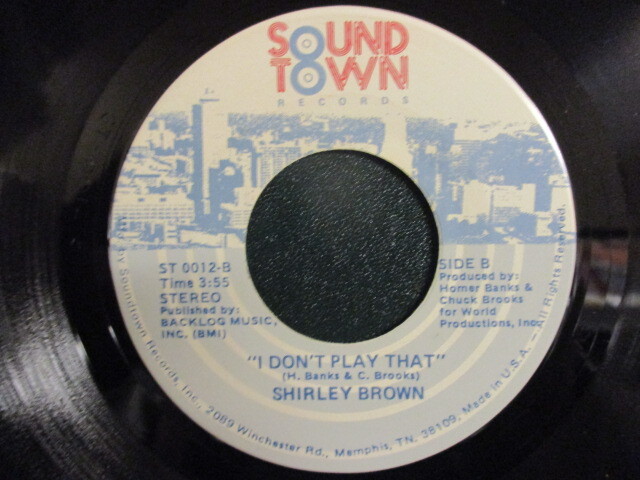 SOUND
TOWN
RECORDS
ST 0012-B
Time 3:55
STEREO
Published by:
BACKLOG MUSIC,
INC. (BMI)
SIDE B
Produced by:
Homer Banks &
Chuck Brooks
for World
Productions, Inc.
"I DON'T PLAY THAT"
(H. Banks & C. Brooks)
SHIRLEY BROWN
by Soundtown Records, Inc., 2089 Winchester Rd., Memphis, TN. 38109. Made in U.S.A. — All Rights Reserved.